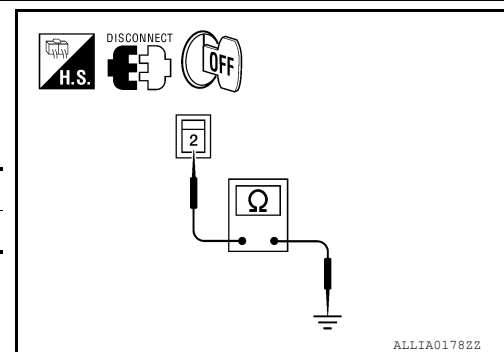 DISCONNECT
H.S.
OFF
2
Ω
ALLIA0178ZZ